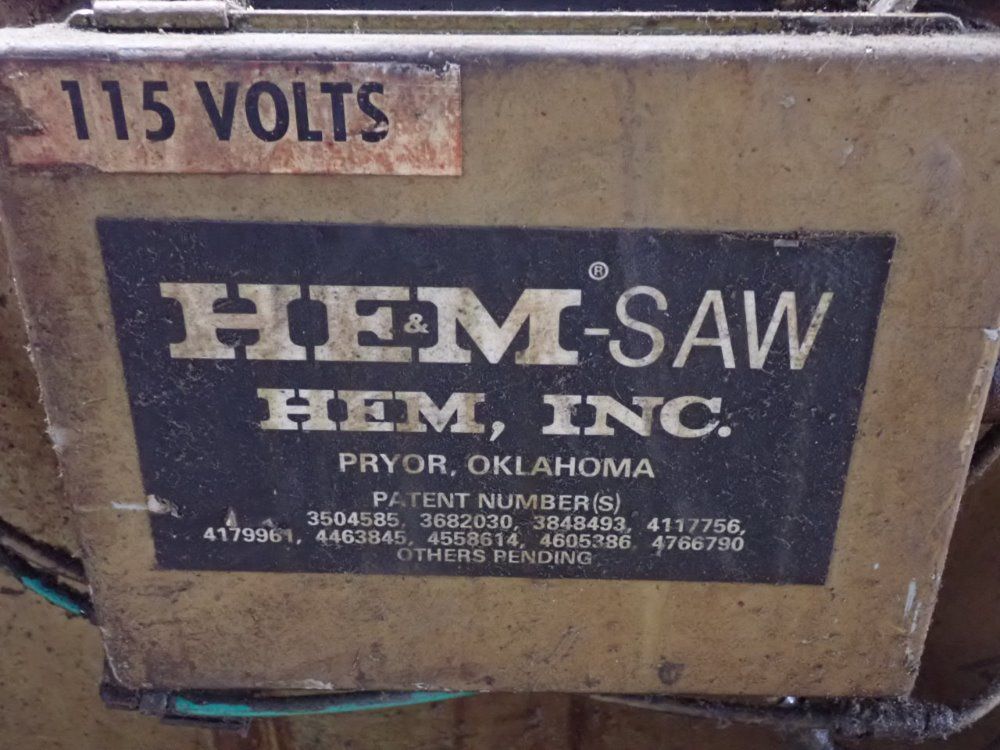 115 VOLTS
HE&M®-SAW
HEM, INC.
PRYOR, OKLAHOMA
PATENT NUMBER(S)
3504585, 3682030, 3848493, 4117756,
4179961, 4463845, 4558614, 4605386 4766790
OTHERS PENDING